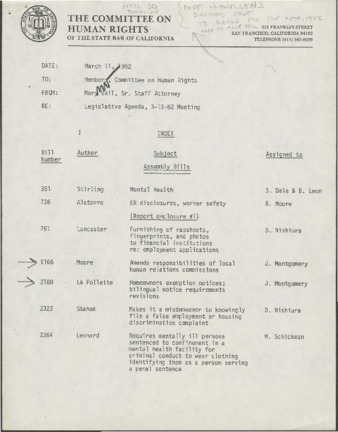 THE COMMITTEE ON
HUMAN RIGHTS
OF THE STATE BAR OF CALIFORNIA
555 FRANKLIN STREET
SAN FRANCISCO, CALIFORNIA 94102
TELEPHONE (415) 561-8200
DATE: March 11, 1982
TO: Members, Committee on Human Rights
FROM: Mary Vail, Sr. Staff Attorney
RE: Legislative Agenda, 3-13-82 Meeting
I INDEX
Bill Number Author Subject Assigned to
Assembly Bills
351 Stirling Mental Health S. Dale & B. Leon
726 Alatorre ER disclosures, worker safety B. Moore
(Report enclosure #1)
761 Lancaster Furnishing of rapsheets, D. Nishiura
fingerprints, and photos
to financial institutions
re: employment applications
1166 Moore Amends responsibilities of local J. Montgomery
human relations commissions
2188 La Follette Homeowners exemption notices; J. Montgomery
bilingual notice requirements
revisions
2323 Statham Makes it a misdemeanor to knowingly D. Nishiura
file a false employment or housing
discrimination complaint
2364 Leonard Requires mentally ill persons M. Schickman
sentenced to confinement in a
mental health facility for
criminal conduct to wear clothing
identifying them as a person serving
a penal sentence